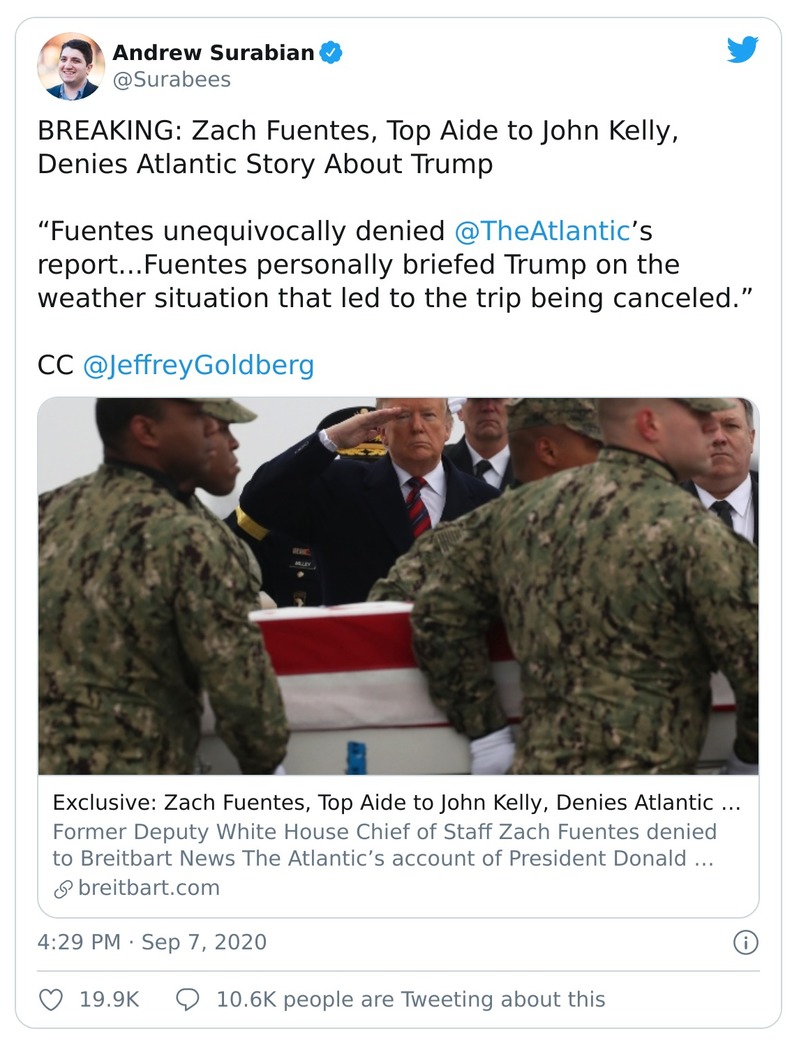 Andrew Surabian
@Surabees
BREAKING: Zach Fuentes, Top Aide to John Kelly,
Denies Atlantic Story About Trump
“Fuentes unequivocally denied @TheAtlantic’s
report...Fuentes personally briefed Trump on the
weather situation that led to the trip being canceled.”
CC @JeffreyGoldberg
MILLEY
Exclusive: Zach Fuentes, Top Aide to John Kelly, Denies Atlantic ...
Former Deputy White House Chief of Staff Zach Fuentes denied
to Breitbart News The Atlantic’s account of President Donald ...
breitbart.com
4:29 PM · Sep 7, 2020
19.9K
10.6K people are Tweeting about this